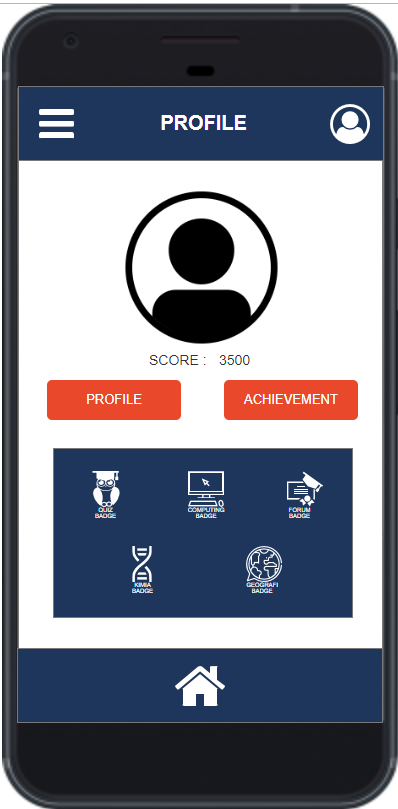 PROFILE
SCORE : 3500
PROFILE
ACHIEVEMENT
QUIZ
BADGE
COMPUTING
BADGE
FORUM
BADGE
KIMIA
BADGE
GEOGRAFI
BADGE